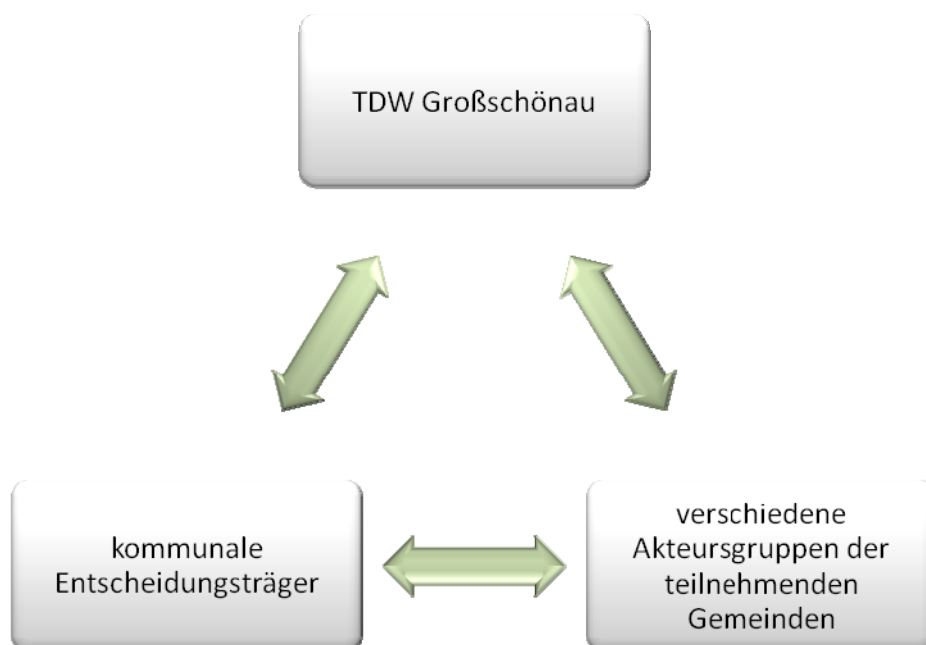 TDW Großschönau
kommunale
Entscheidungsträger
verschiedene
Akteursgruppen der
teilnehmenden
Gemeinden